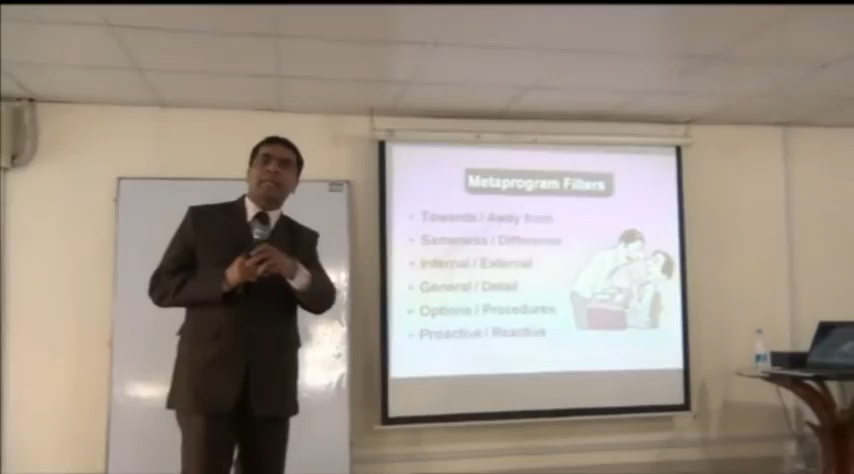 Metaprogram Filters
• Towards / Away from
• Sameness / Difference
• Internal / External
• General / Detail
• Options / Procedures
• Proactive / Reactive